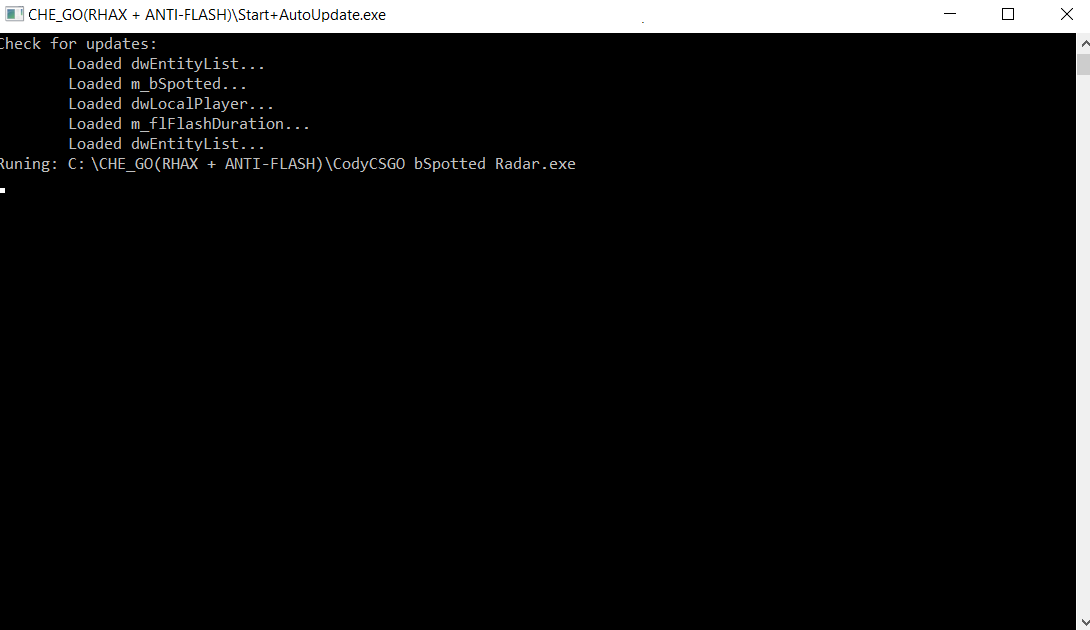 CHE_GO(RHAX + ANTI-FLASH)\Start+AutoUpdate.exe
Check for updates:
Loaded dwEntityList...
Loaded m_bSpotted...
Loaded dwLocalPlayer...
Loaded m_flFlashDuration...
Loaded dwEntityList...
Runing: C:\CHE_GO(RHAX + ANTI-FLASH)\CodyCSGO bSpotted Radar.exe